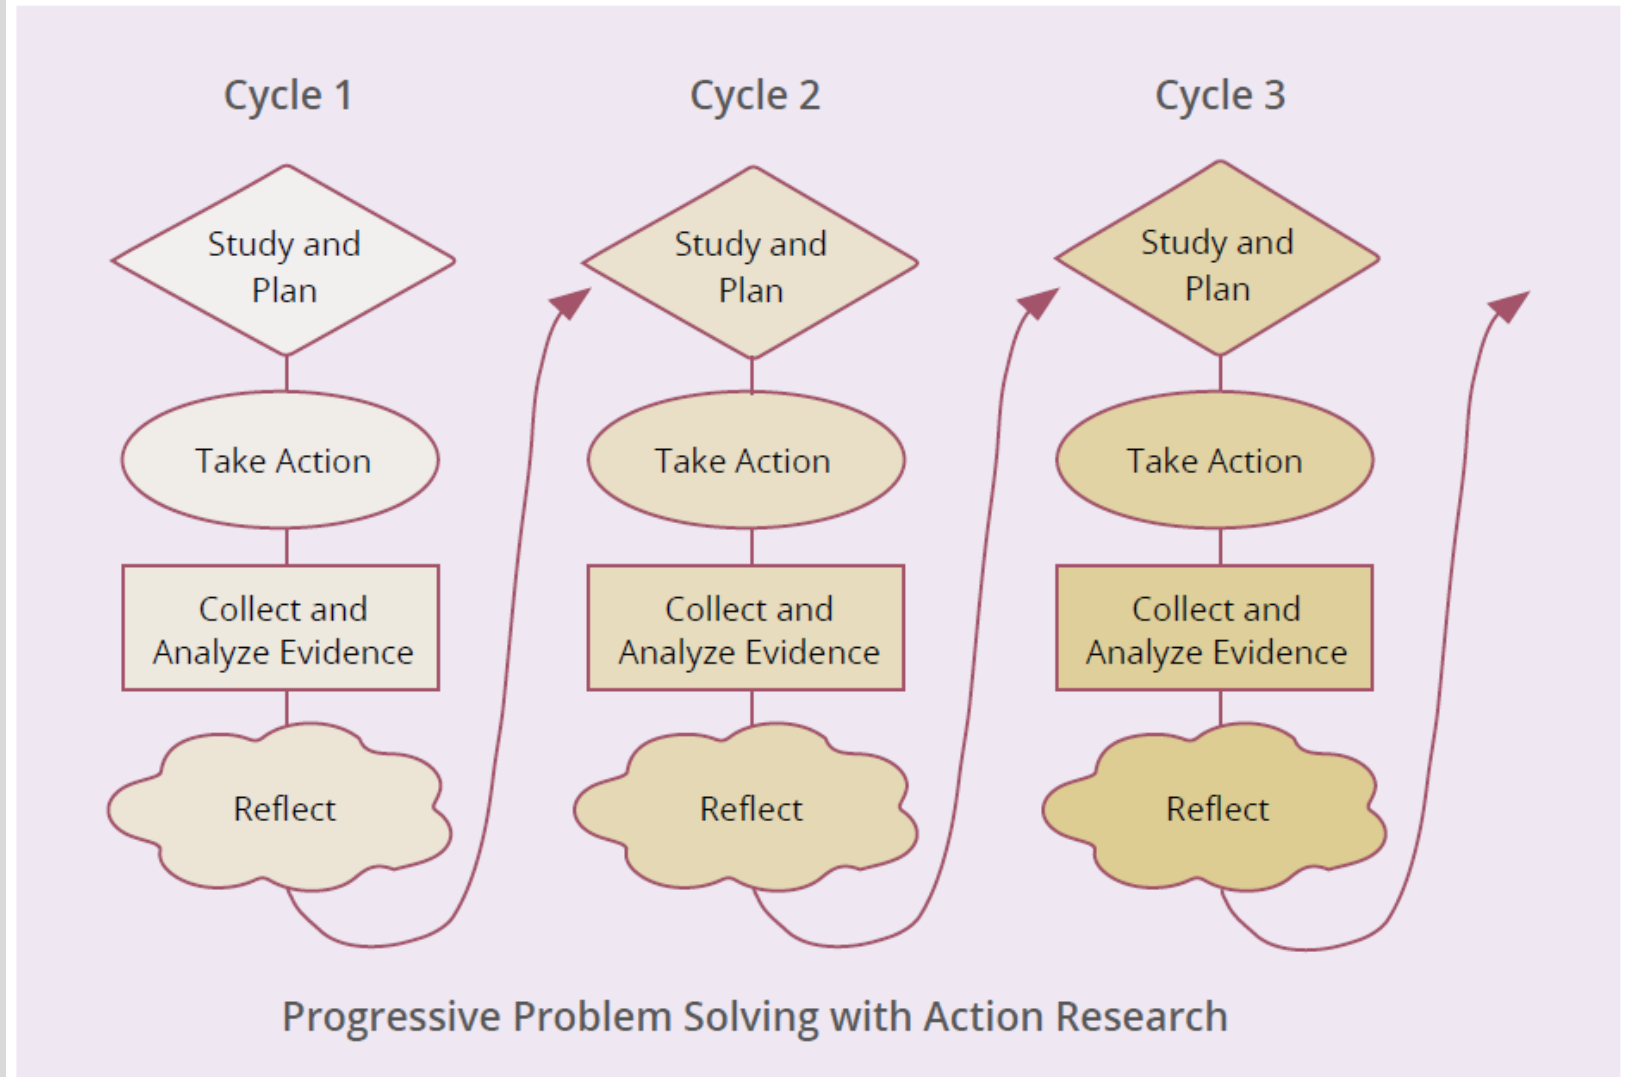 Cycle 1
Study and
Plan
Take Action
Collect and
Analyze Evidence
Reflect
Cycle 2
Study and
Plan
Take Action
Collect and
Analyze Evidence
Reflect
Cycle 3
Study and
Plan
Take Action
Collect and
Analyze Evidence
Reflect
Progressive Problem Solving with Action Research